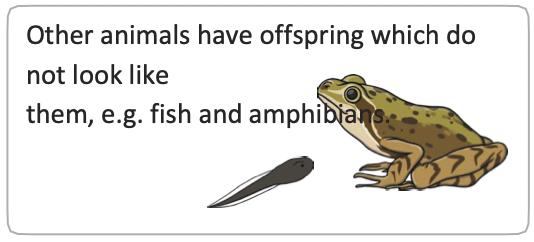 Other animals have offspring which do
not look like
them, e.g. fish and amphibians.